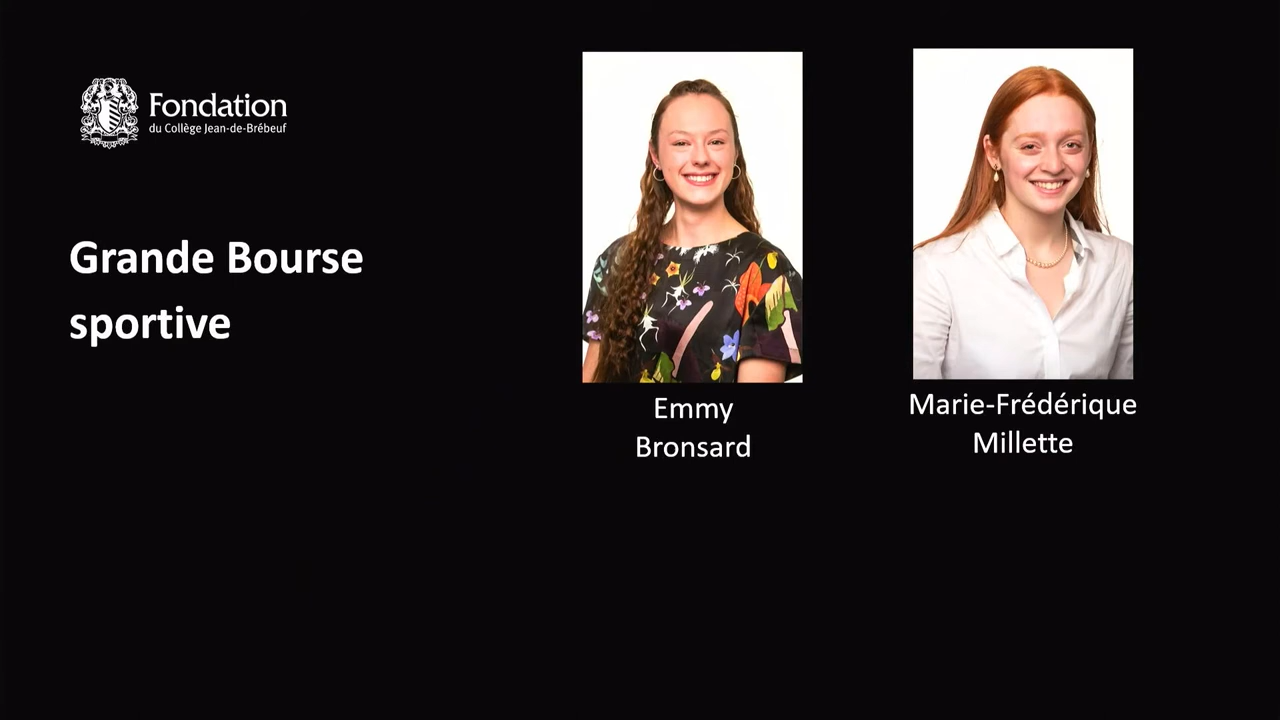 Fondation
du Collège Jean-de-Brébeuf
Grande Bourse
sportive
Emmy
Bronsard
Marie-Frédérique
Millette